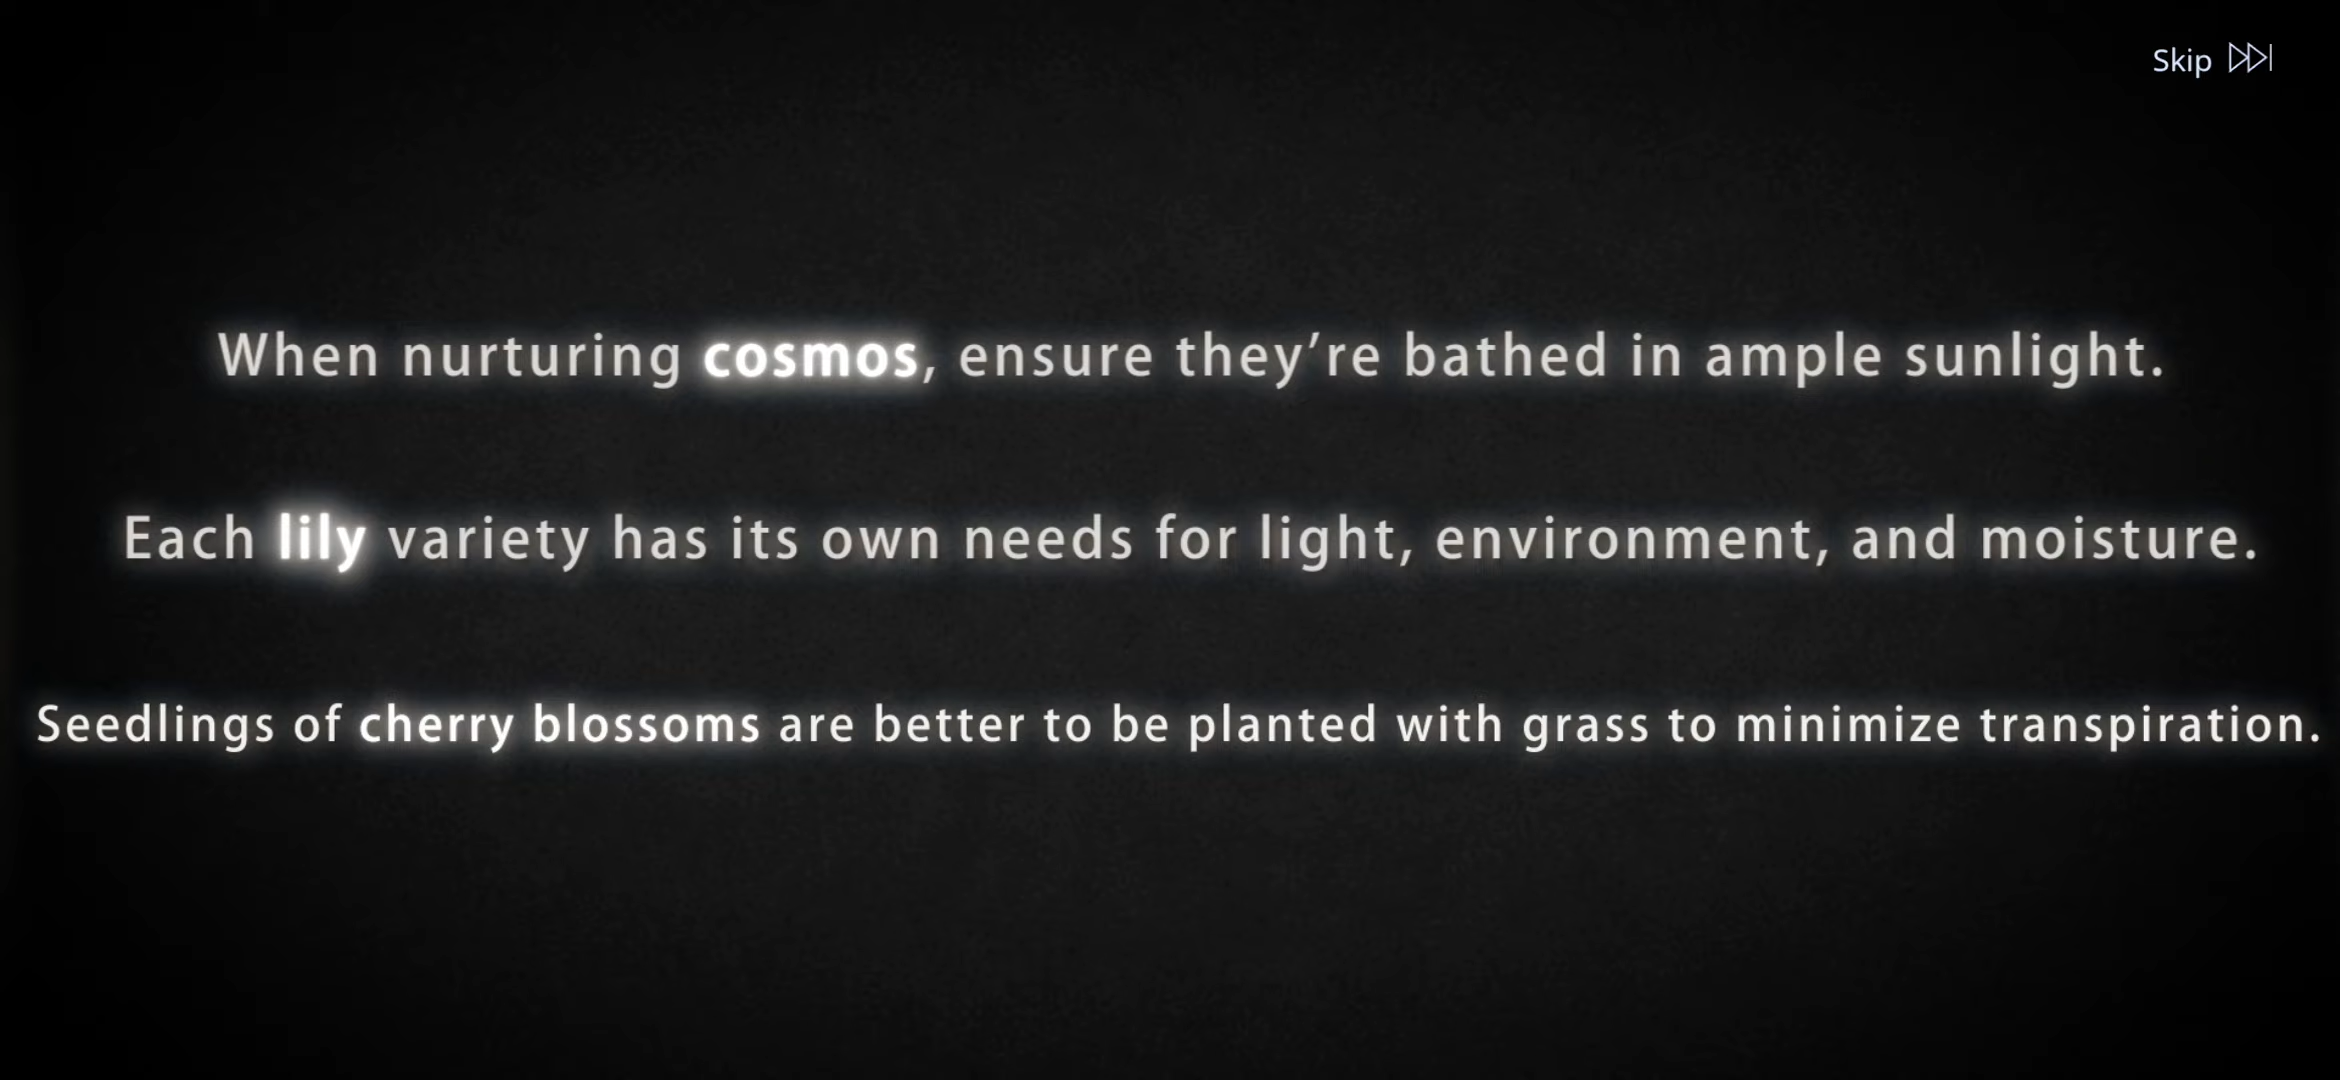 Skip
When nurturing cosmos, ensure they’re bathed in ample sunlight.
Each lily variety has its own needs for light, environment, and moisture.
Seedlings of cherry blossoms are better to be planted with grass to minimize transpiration.